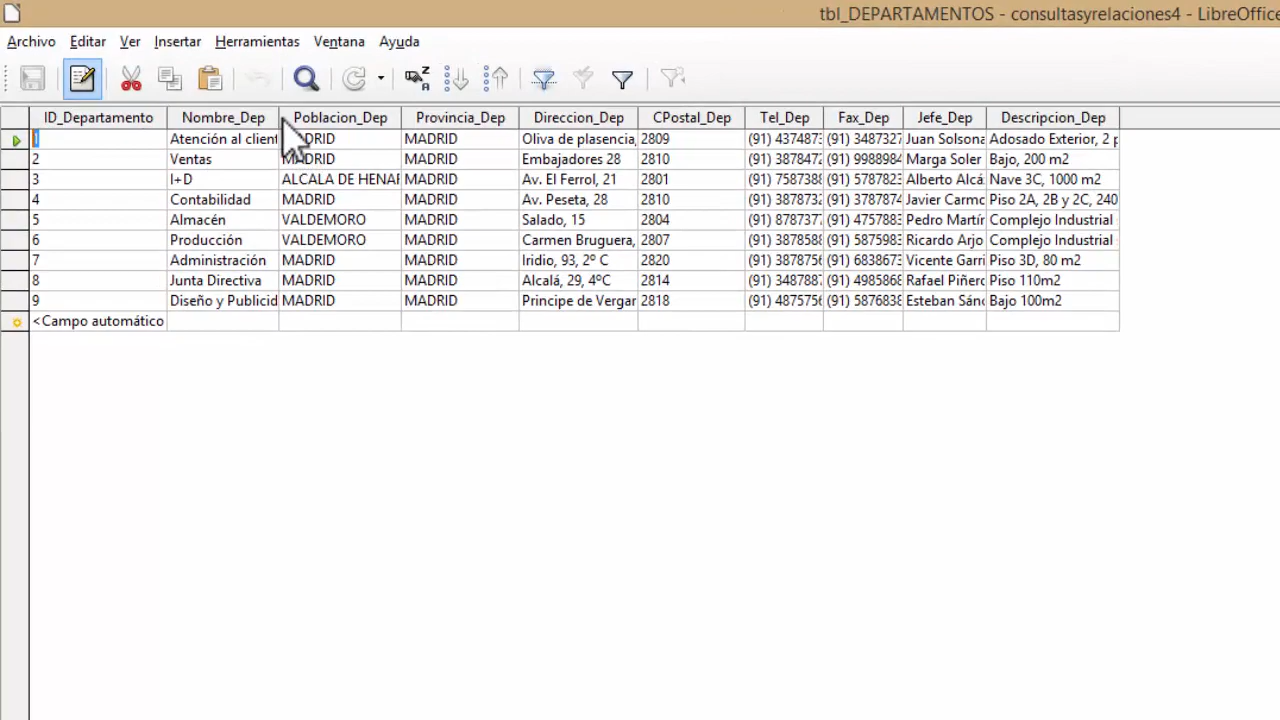 tbl_DEPARTAMENTOS - consultasyrelaciones4 - LibreOffice
Archivo Editar Ver Insertar Herramientas Ventana Ayuda
ID_Departamento Nombre_Dep Poblacion_Dep Provincia_Dep Direccion_Dep CPostal_Dep Tel_Dep Fax_Dep Jefe_Dep Descripcion_Dep
1 Atención al client MADRID MADRID Oliva de plasencia, 2809 (91) 4374873 (91) 3487327 Juan Solsona Adosado Exterior, 2 p
2 Ventas MADRID MADRID Embajadores 28 2810 (91) 3878472 (91) 9988984 Marga Soler Bajo, 200 m2
3 I+D ALCALA DE HENAR MADRID Av. El Ferrol, 21 2801 (91) 7587388 (91) 5787823 Alberto Alcá Nave 3C, 1000 m2
4 Contabilidad MADRID MADRID Av. Peseta, 28 2810 (91) 3878732 (91) 3787874 Javier Carmo Piso 2A, 2B y 2C, 240
5 Almacén VALDEMORO MADRID Salado, 15 2804 (91) 8787377 (91) 4757883 Pedro Martín Complejo Industrial
6 Producción VALDEMORO MADRID Carmen Bruguera, 2807 (91) 3878588 (91) 5875983 Ricardo Arjo Complejo Industrial
7 Administración MADRID MADRID Iridio, 93, 2º C 2820 (91) 3878756 (91) 6838673 Vicente Garri Piso 3D, 80 m2
8 Junta Directiva MADRID MADRID Alcalá, 29, 4ºC 2814 (91) 3487887 (91) 4985868 Rafael Piñero Piso 110m2
9 Diseño y Publicid MADRID MADRID Principe de Vergar 2818 (91) 4875756 (91) 5876838 Esteban Sánc Bajo 100m2
<Campo automático